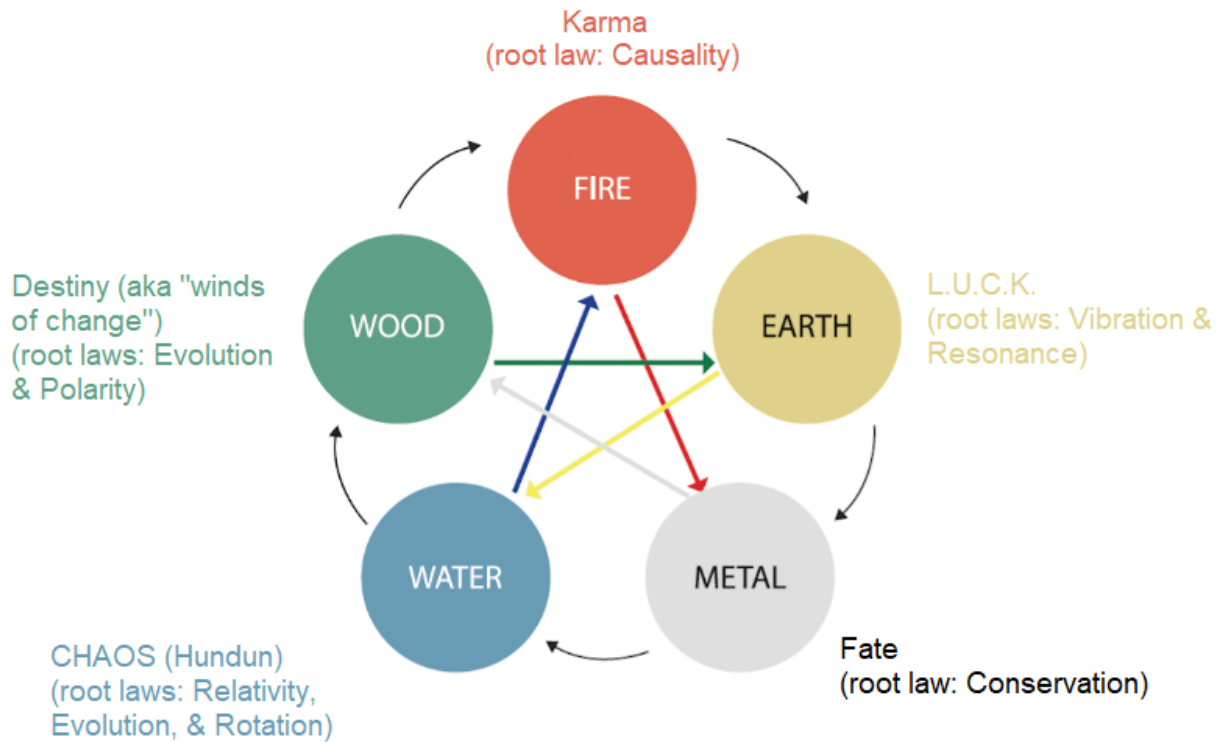 Karma
(root law: Causality)
FIRE
Destiny (aka "winds
of change")
(root laws: Evolution
& Polarity)
WOOD
EARTH
L.U.C.K.
(root laws: Vibration &
Resonance)
WATER
METAL
CHAOS (Hundun)
(root laws: Relativity,
Evolution, & Rotation)
Fate
(root law: Conservation)